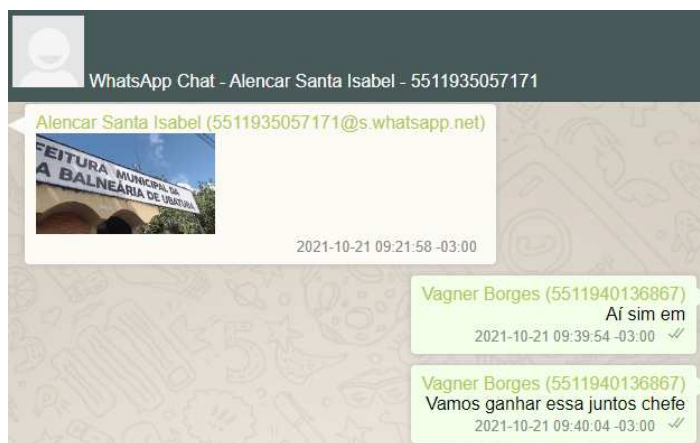 WhatsApp Chat - Alencar Santa Isabel - 5511935057171
Alencar Santa Isabel (5511935057171@s.whatsapp.net)
EITURA MUNICIPAL DA
A BALNEÁRIA DE UBATUBA
2021-10-21 09:21:58 -03:00
Vagner Borges (5511940136867)
Aí sim em
2021-10-21 09:39:54 -03:00
Vagner Borges (5511940136867)
Vamos ganhar essa juntos chefe
2021-10-21 09:40:04 -03:00